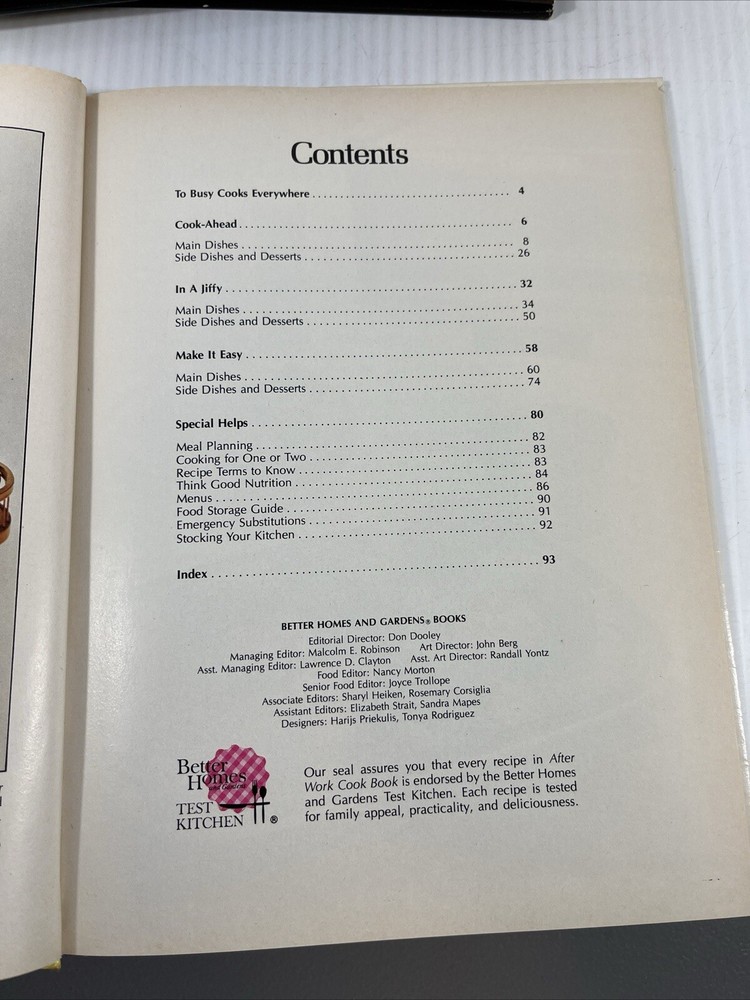 Contents
To Busy Cooks Everywhere 4
Cook-Ahead 6
Main Dishes 8
Side Dishes and Desserts 26
In A Jiffy 32
Main Dishes 34
Side Dishes and Desserts 50
Make It Easy 58
Main Dishes 60
Side Dishes and Desserts 74
Special Helps 80
Meal Planning 82
Cooking for One or Two 83
Recipe Terms to Know 83
Think Good Nutrition 84
Menus 86
Food Storage Guide 90
Emergency Substitutions 91
Stocking Your Kitchen 92
Index 93
BETTER HOMES AND GARDENS® BOOKS
Editorial Director: Don Dooley
Managing Editor: Malcolm E. Robinson Art Director: John Berg
Asst. Managing Editor: Lawrence D. Clayton Asst. Art Director: Randall Yontz
Food Editor: Nancy Morton
Senior Food Editor: Joyce Trollope
Associate Editors: Sharyl Heiken, Rosemary Corsiglia
Assistant Editors: Elizabeth Strait, Sandra Mapes
Designers: Harijs Priekulis, Tonya Rodriguez
Better
Homes
and Gardens
TEST
KITCHEN ®
Our seal assures you that every recipe in After
Work Cook Book is endorsed by the Better Homes
and Gardens Test Kitchen. Each recipe is tested
for family appeal, practicality, and deliciousness.